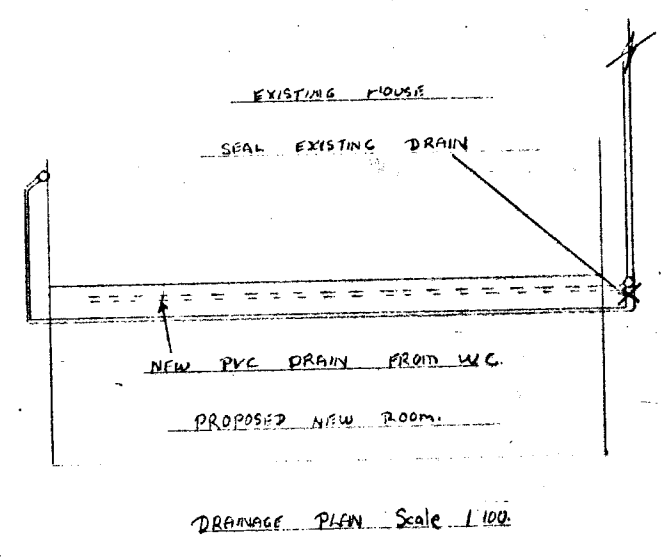 EXISTING HOUSE
SEAL EXISTING DRAIN
NEW PVC DRAIN FROM W.C.
PROPOSED NEW ROOM.
DRAINAGE PLAN Scale 1 100.